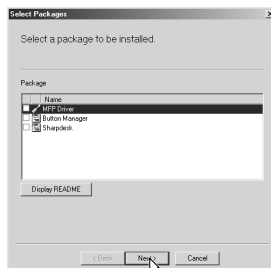 Select Packages
Select a package to be installed.
Package
Name
MFP Driver
Button Manager
Sharpdesk
Display README
< Back
Next >
Cancel